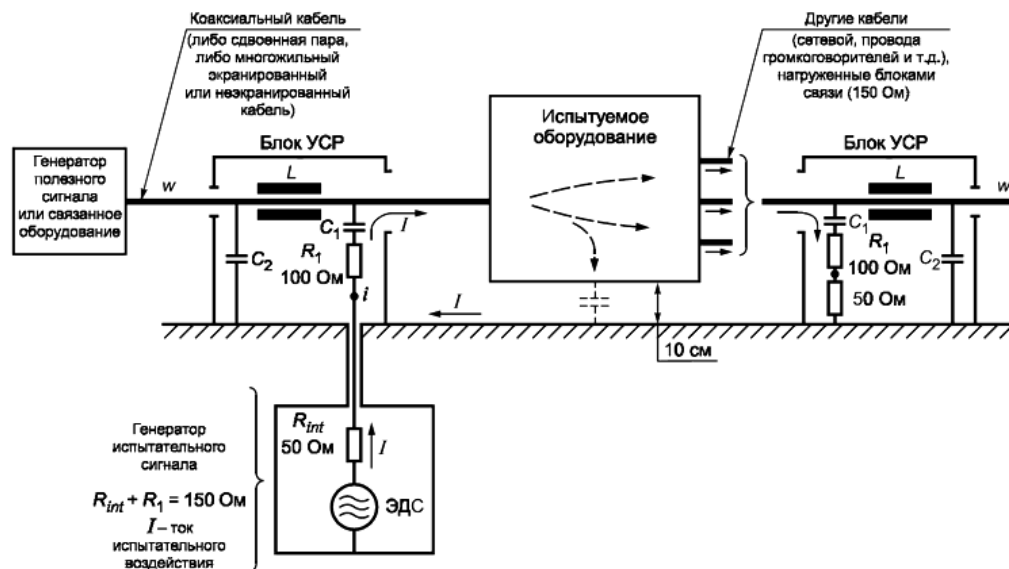 Коаксиальный кабель
(либо сдвоенная пара,
либо многожильный
экранированный
или неэкранированный
кабель)
Другие кабели
(сетевой, провода
громкоговорителей и т.д.),
нагруженные блоками
связи (150 Ом)
Генератор
полезного
сигнала
или связанное
оборудование
w
Блок УСР
L
C1
I
R1
100 Ом
C2
i
Испытуемое
оборудование
Блок УСР
L
w
C1
R1
100 Ом
C2
50 Ом
I
10 см
Генератор
испытательного
сигнала
Rint + R1 = 150 Ом
I – ток
испытательного
воздействия
Rint
50 Ом
I
ЭДС